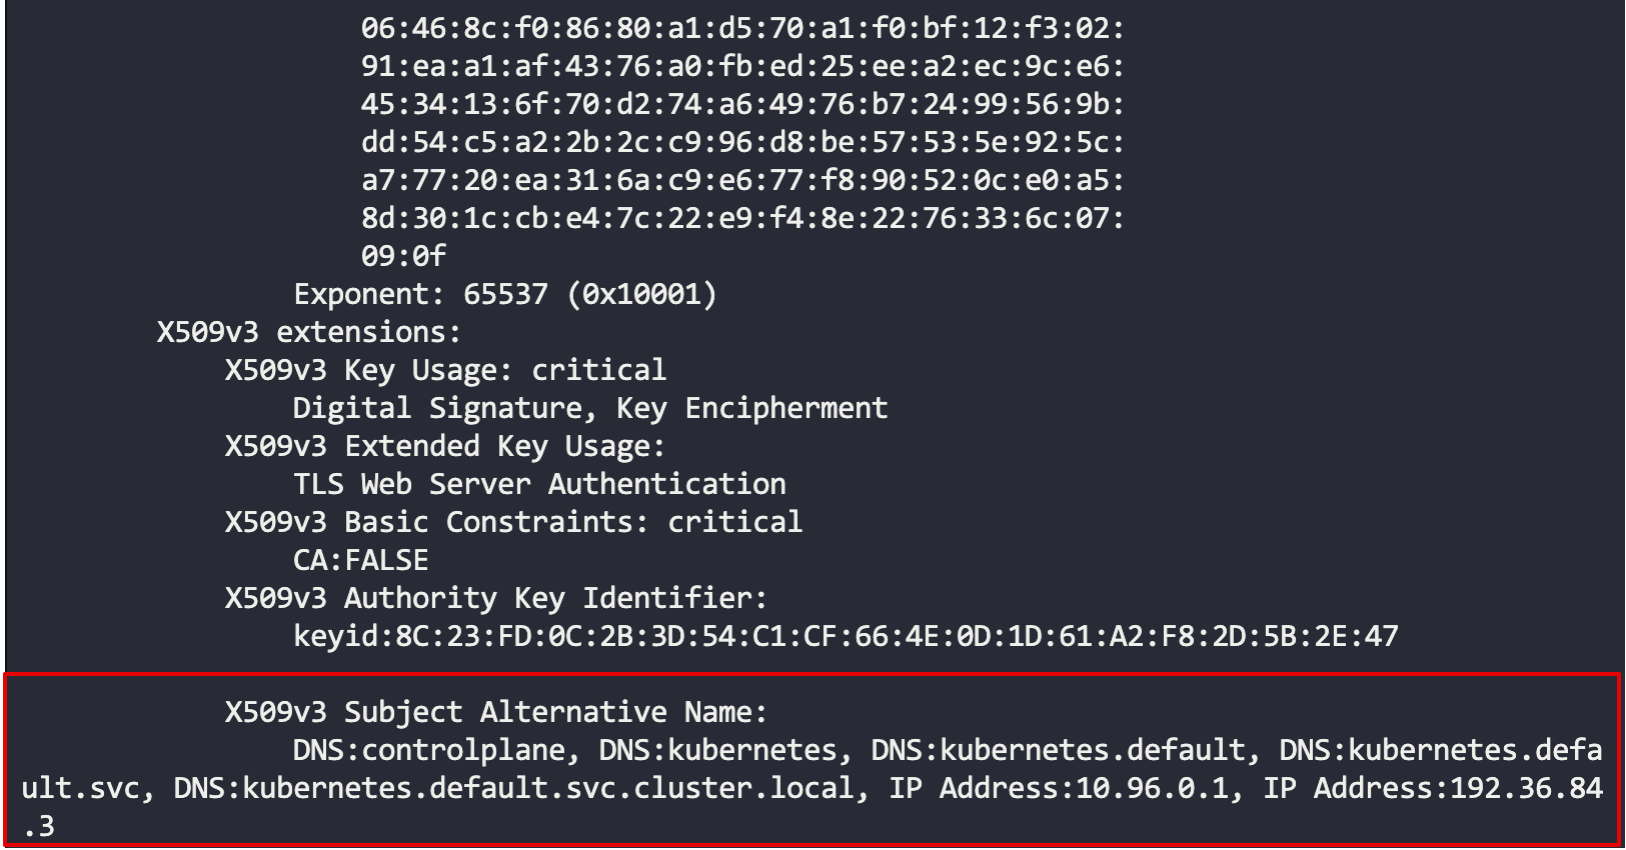 06:46:8c:f0:86:80:a1:d5:70:a1:f0:bf:12:f3:02:
91:ea:a1:af:43:76:a0:fb:ed:25:ee:a2:ec:9c:e6:
45:34:13:6f:70:d2:74:a6:49:76:b7:24:99:56:9b:
dd:54:c5:a2:2b:2c:c9:96:d8:be:57:53:5e:92:5c:
a7:77:20:ea:31:6a:c9:e6:77:f8:90:52:0c:e0:a5:
8d:30:1c:cb:e4:7c:22:e9:f4:8e:22:76:33:6c:07:
09:0f
Exponent: 65537 (0x10001)
X509v3 extensions:
X509v3 Key Usage: critical
Digital Signature, Key Encipherment
X509v3 Extended Key Usage:
TLS Web Server Authentication
X509v3 Basic Constraints: critical
CA:FALSE
X509v3 Authority Key Identifier:
keyid:8C:23:FD:0C:2B:3D:54:C1:CF:66:4E:0D:1D:61:A2:F8:2D:5B:2E:47
X509v3 Subject Alternative Name:
DNS:controlplane, DNS:kubernetes, DNS:kubernetes.default, DNS:kubernetes.defa
ult.svc, DNS:kubernetes.default.svc.cluster.local, IP Address:10.96.0.1, IP Address:192.36.84
.3